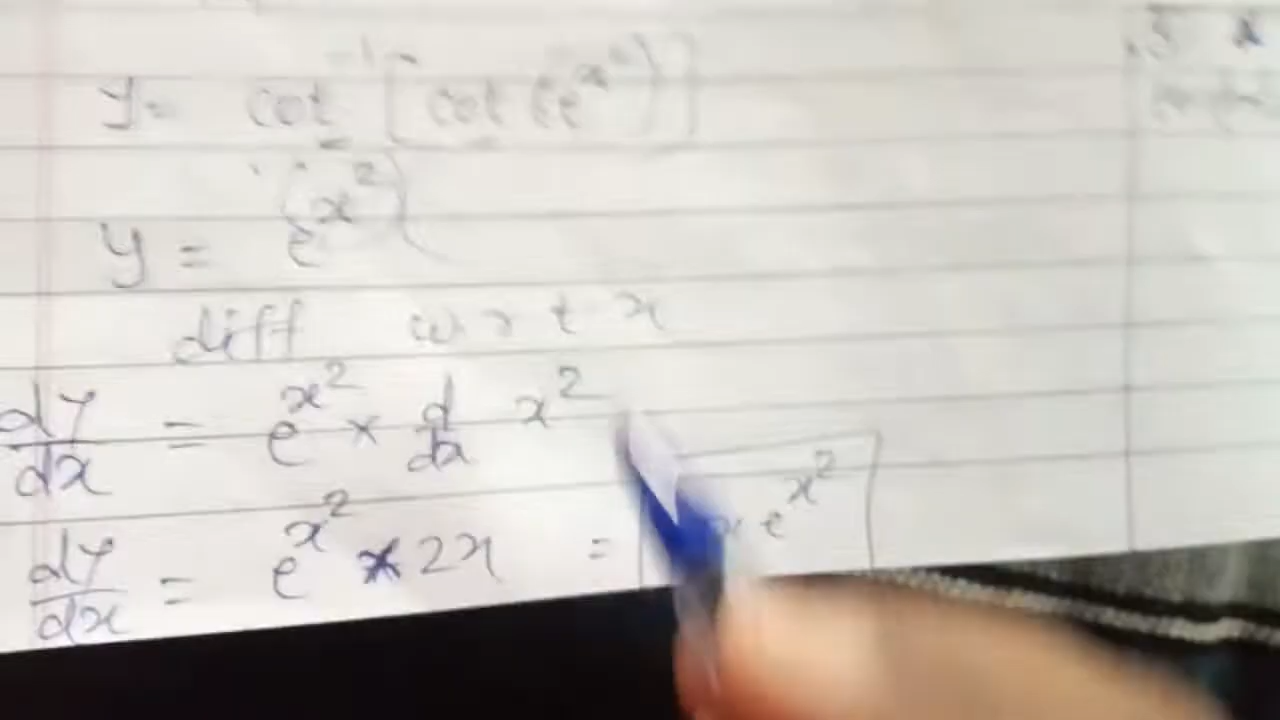 y = cot⁻¹ [cot (e^x²)]
y = e^(x²)
diff w r t x
dy/dx = e^x² × d/dx x²
dy/dx = e^x² × 2x = x e^x²